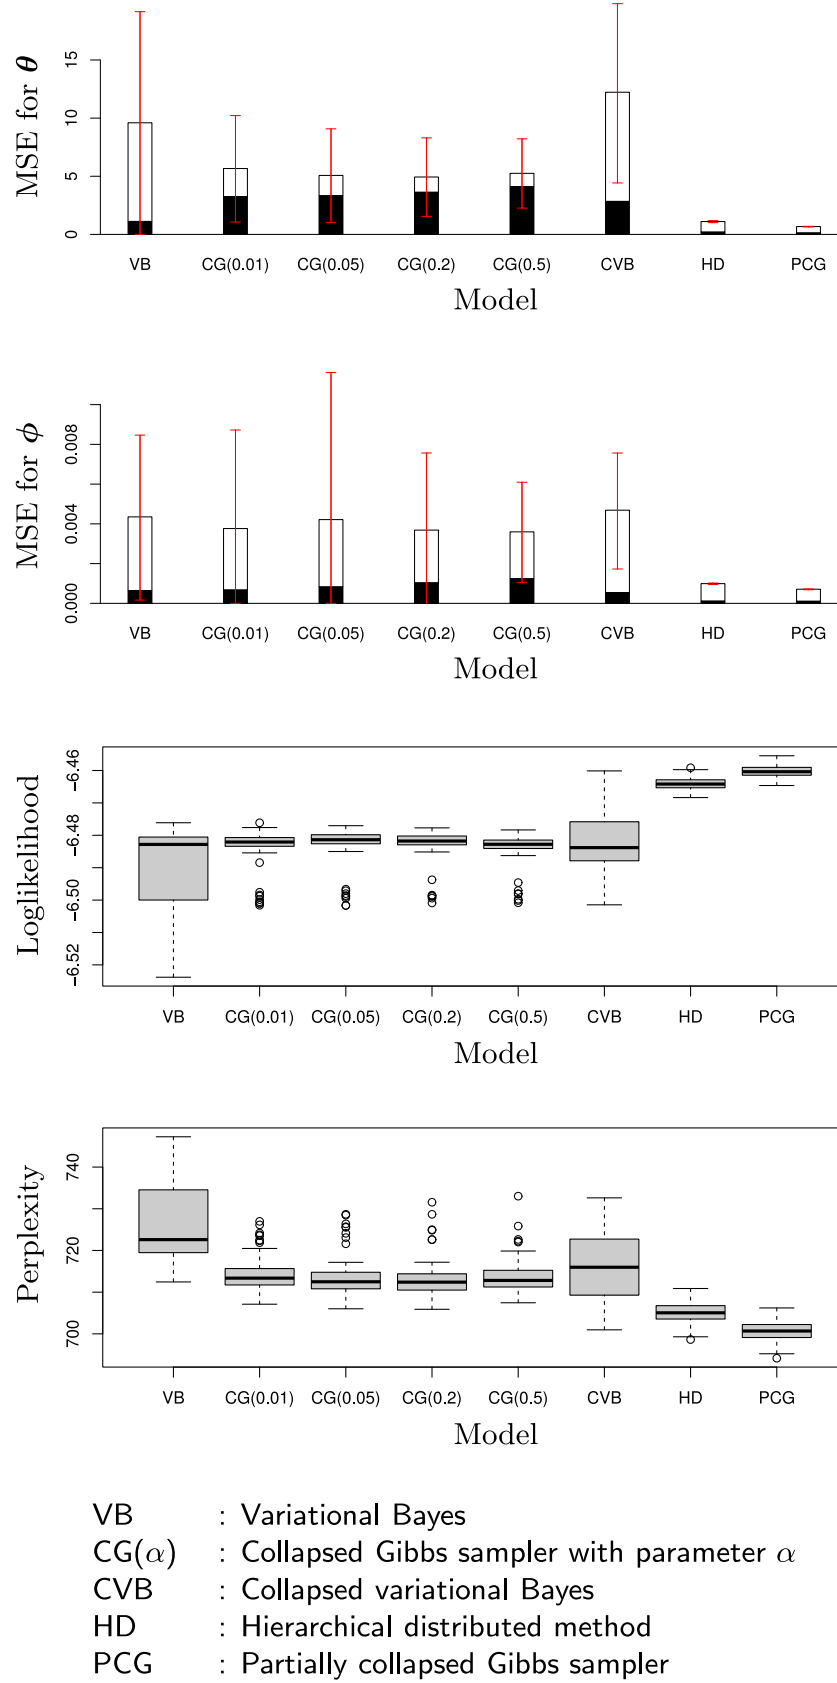 MSE for θ
15
10
5
0
VB CG(0.01) CG(0.05) CG(0.2) CG(0.5) CVB HD PCG
Model
MSE for ϕ
0.008
0.004
0.000
VB CG(0.01) CG(0.05) CG(0.2) CG(0.5) CVB HD PCG
Model
Loglikelihood
−6.46
−6.48
−6.50
−6.52
VB CG(0.01) CG(0.05) CG(0.2) CG(0.5) CVB HD PCG
Model
Perplexity
740
720
700
VB CG(0.01) CG(0.05) CG(0.2) CG(0.5) CVB HD PCG
Model
VB : Variational Bayes
CG(α) : Collapsed Gibbs sampler with parameter α
CVB : Collapsed variational Bayes
HD : Hierarchical distributed method
PCG : Partially collapsed Gibbs sampler